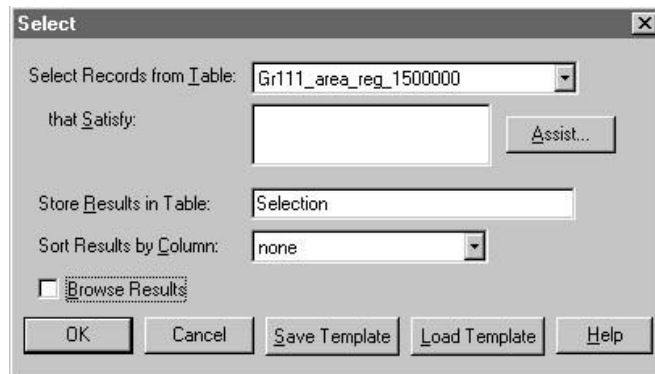 Select
Select Records from Table: Gr111_area_reg_1500000
that Satisfy:
Assist...
Store Results in Table: Selection
Sort Results by Column: none
Browse Results
OK Cancel Save Template Load Template Help